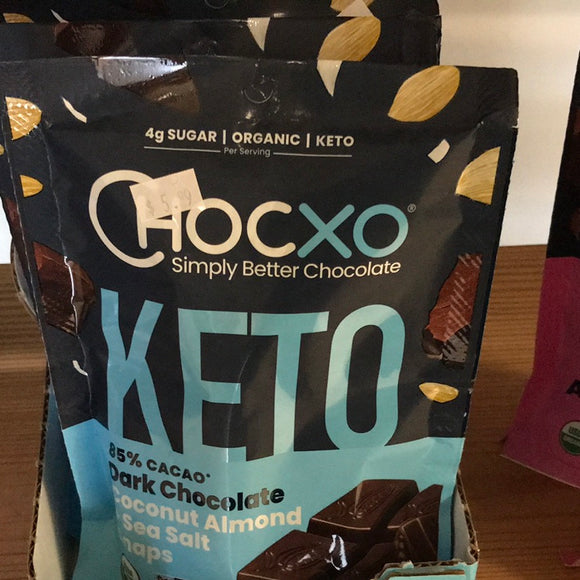 4g SUGAR | ORGANIC | KETO
Per Serving
CHOCXO®
Simply Better Chocolate
KETO
85% CACAO*
Dark Chocolate
Coconut Almond
Sea Salt